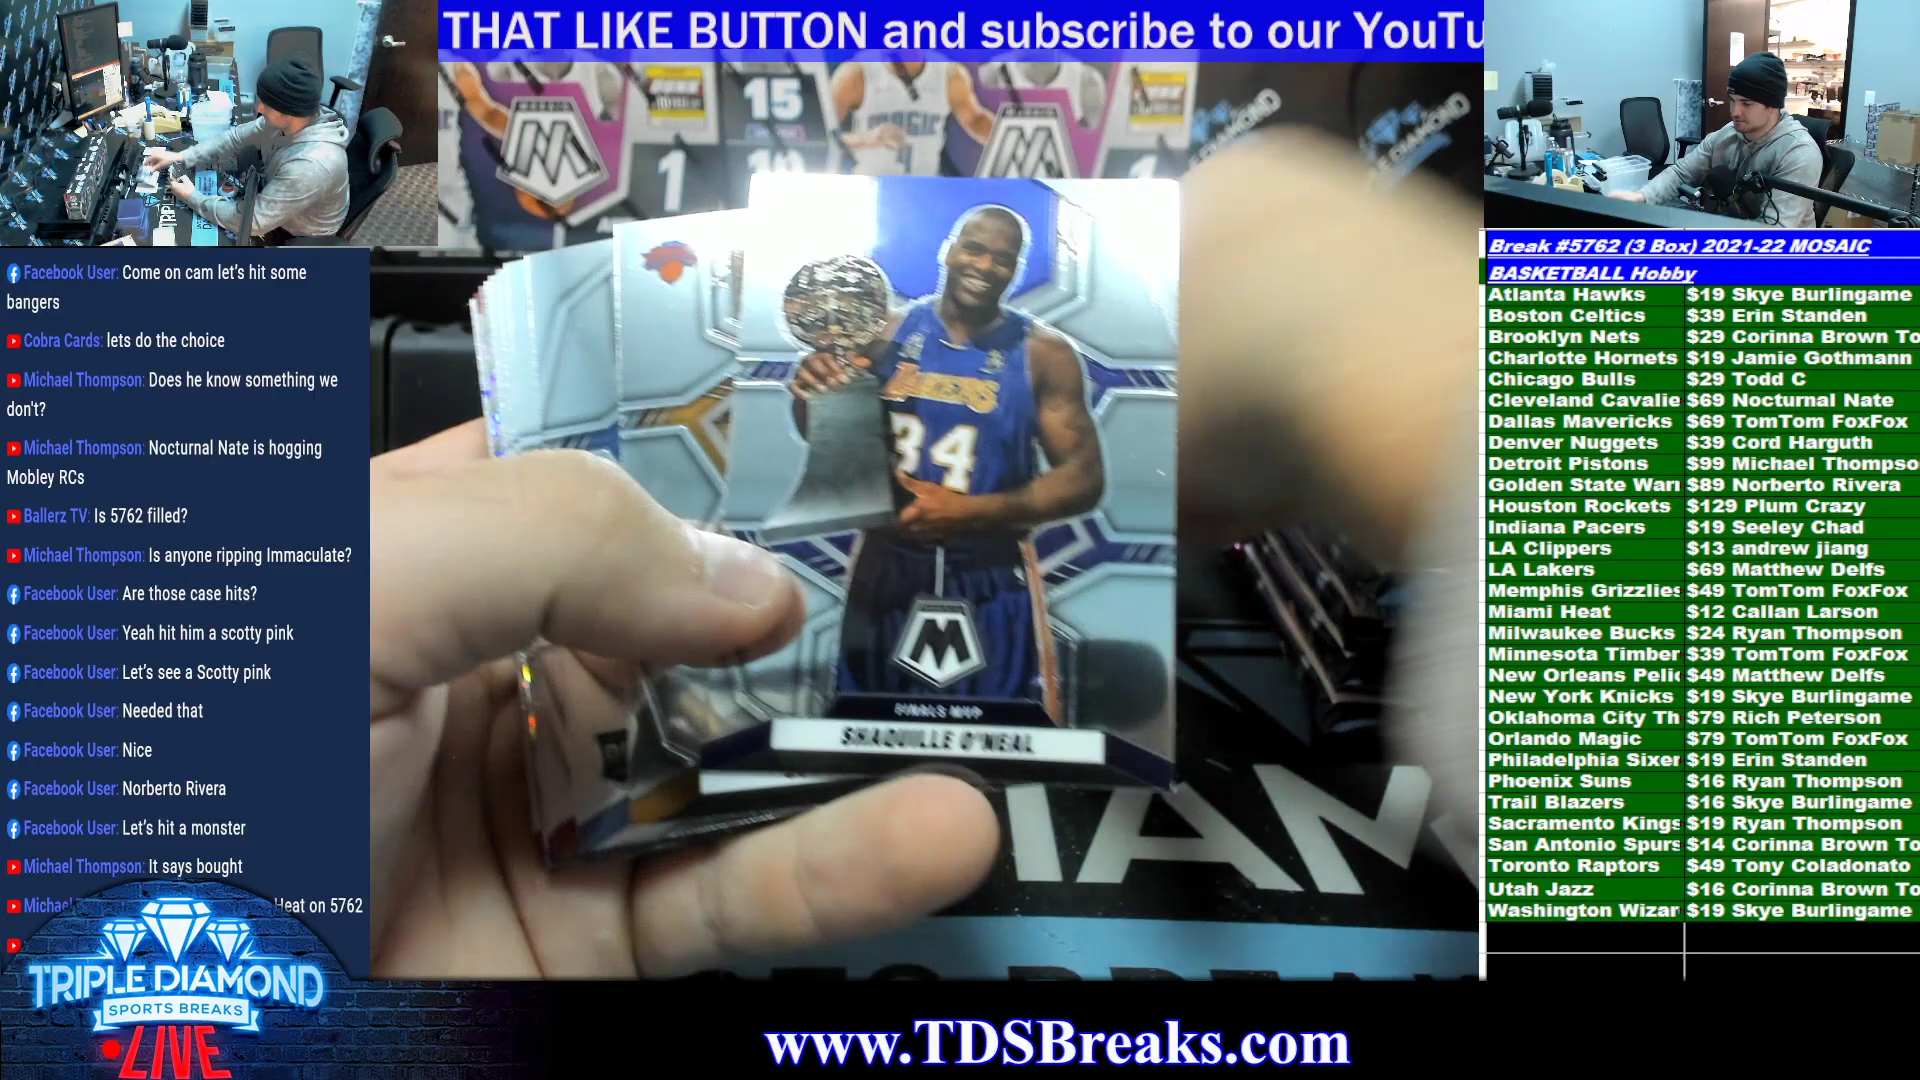 THAT LIKE BUTTON and subscribe to our YouTu
Facebook User: Come on cam let's hit some
bangers
Cobra Cards: lets do the choice
Michael Thompson: Does he know something we
don't?
Michael Thompson: Nocturnal Nate is hogging
Mobley RCs
Ballerz TV: Is 5762 filled?
Michael Thompson: Is anyone ripping Immaculate?
Facebook User: Are those case hits?
Facebook User: Yeah hit him a scotty pink
Facebook User: Let's see a Scotty pink
Facebook User: Needed that
Facebook User: Nice
Facebook User: Norberto Rivera
Facebook User: Let's hit a monster
Michael Thompson: It says bought
Heat on 5762
TRIPLE DIAMOND
SPORTS BREAKS
LIVE
15
1
MAGIC
LAKERS
34
FINALS MVP
SHAQUILLE O'NEAL
IAM
www.TDSBreaks.com
Break #5762 (3 Box) 2021-22 MOSAIC
BASKETBALL Hobby
Atlanta Hawks $19 Skye Burlingame
Boston Celtics $39 Erin Standen
Brooklyn Nets $29 Corinna Brown To
Charlotte Hornets $19 Jamie Gothmann
Chicago Bulls $29 Todd C
Cleveland Cavalie $69 Nocturnal Nate
Dallas Mavericks $69 TomTom FoxFox
Denver Nuggets $39 Cord Harguth
Detroit Pistons $99 Michael Thompso
Golden State Warr $89 Norberto Rivera
Houston Rockets $129 Plum Crazy
Indiana Pacers $19 Seeley Chad
LA Clippers $13 andrew jiang
LA Lakers $69 Matthew Delfs
Memphis Grizzlies $49 TomTom FoxFox
Miami Heat $12 Callan Larson
Milwaukee Bucks $24 Ryan Thompson
Minnesota Timber $39 TomTom FoxFox
New Orleans Peli $49 Matthew Delfs
New York Knicks $19 Skye Burlingame
Oklahoma City Th $79 Rich Peterson
Orlando Magic $79 TomTom FoxFox
Philadelphia Sixer $19 Erin Standen
Phoenix Suns $16 Ryan Thompson
Trail Blazers $16 Skye Burlingame
Sacramento Kings $19 Ryan Thompson
San Antonio Spurs $14 Corinna Brown To
Toronto Raptors $49 Tony Coladonato
Utah Jazz $16 Corinna Brown To
Washington Wizar $19 Skye Burlingame